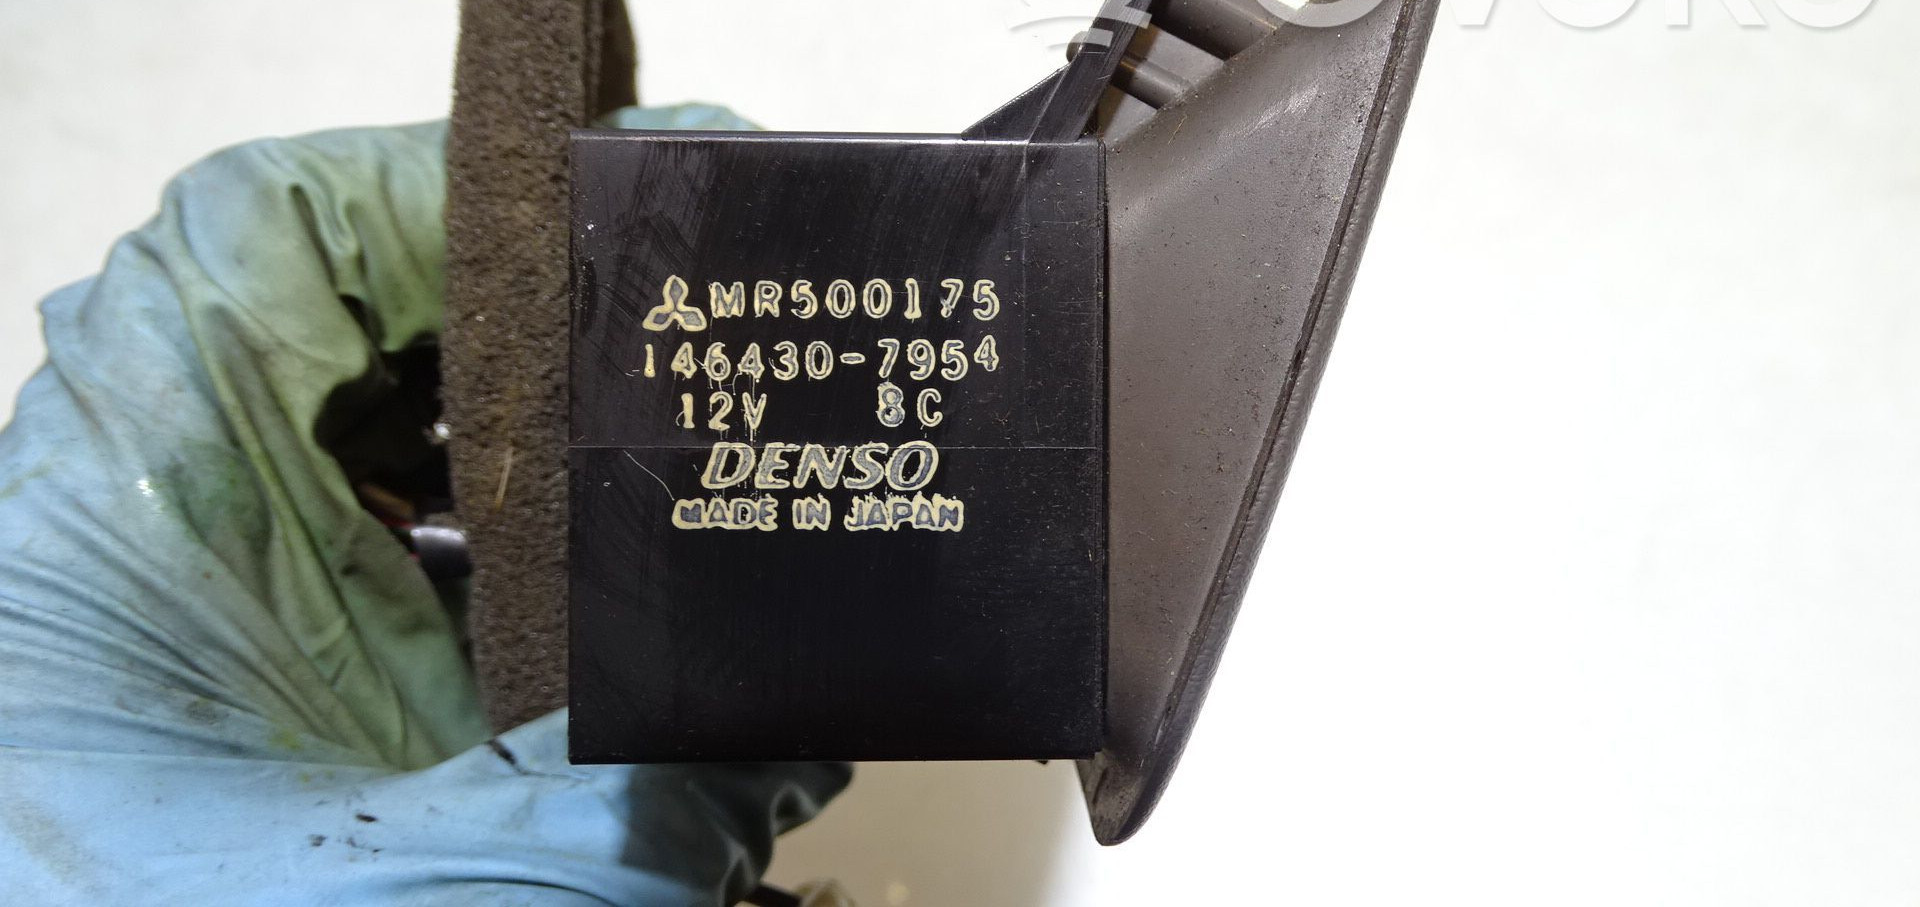 MR500175
146430-7954
12V 8C
DENSO
MADE IN JAPAN